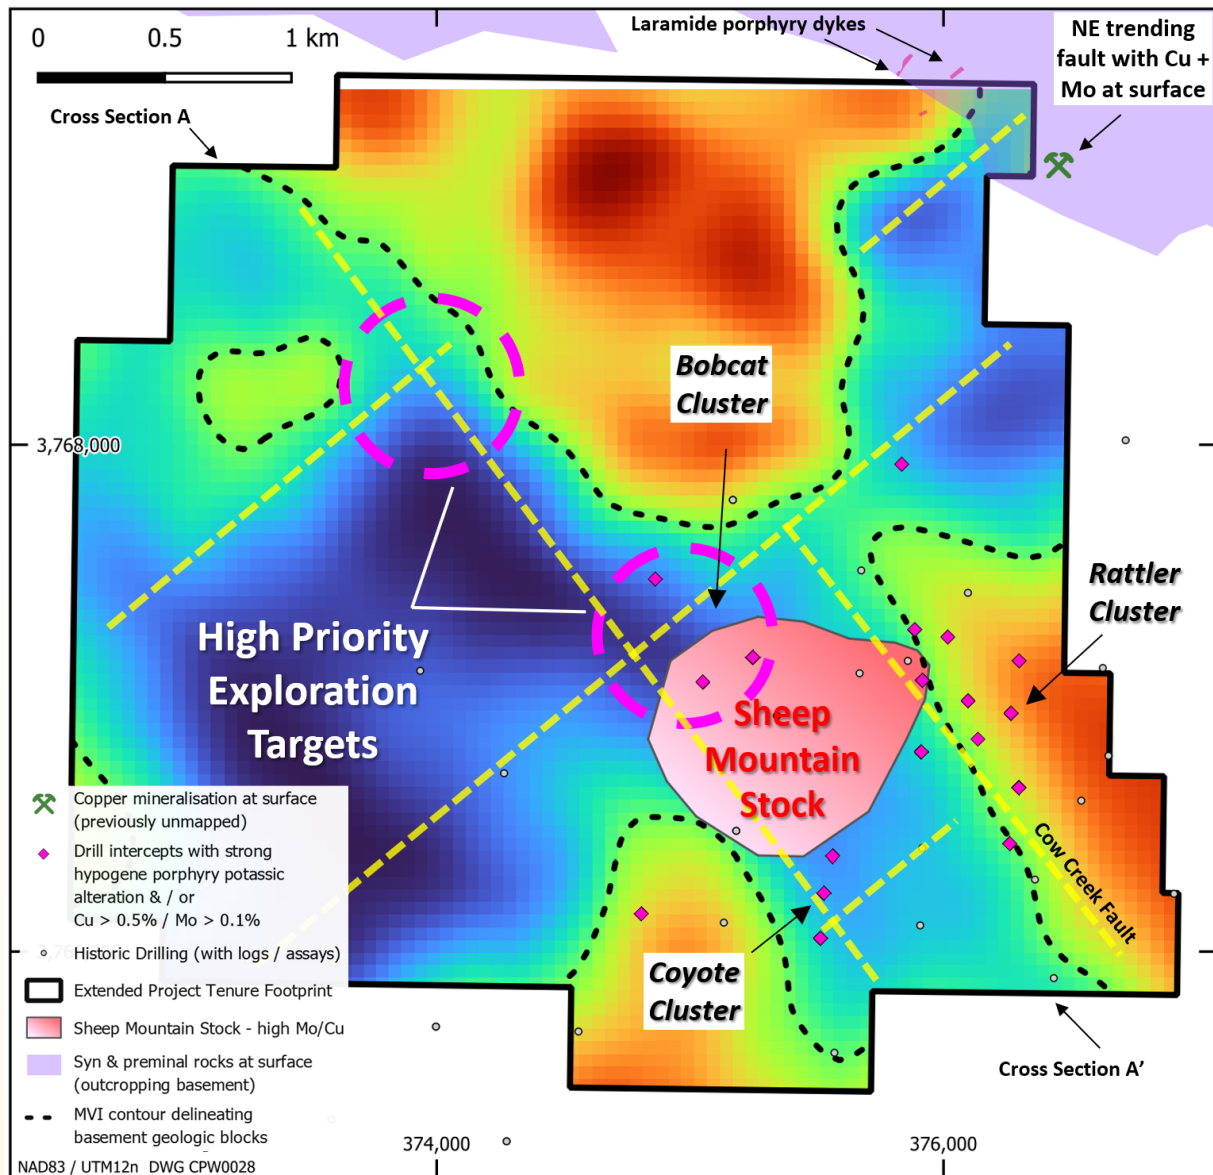 0 0.5 1 km
Laramide porphyry dykes
NE trending
fault with Cu +
Mo at surface
Cross Section A
Bobcat
Cluster
3,768,000
Rattler
Cluster
High Priority
Exploration
Targets
Sheep
Mountain
Stock
Cow Creek Fault
Coyote
Cluster
Cross Section A’
Copper mineralisation at surface
(previously unmapped)
Drill intercepts with strong
hypogene porphyry potassic
alteration & / or
Cu > 0.5% / Mo > 0.1%
Historic Drilling (with logs / assays)
Extended Project Tenure Footprint
Sheep Mountain Stock - high Mo/Cu
Syn & preminal rocks at surface
(outcropping basement)
MVI contour delineating
basement geologic blocks
374,000 376,000
NAD83 / UTM12n DWG CPW0028